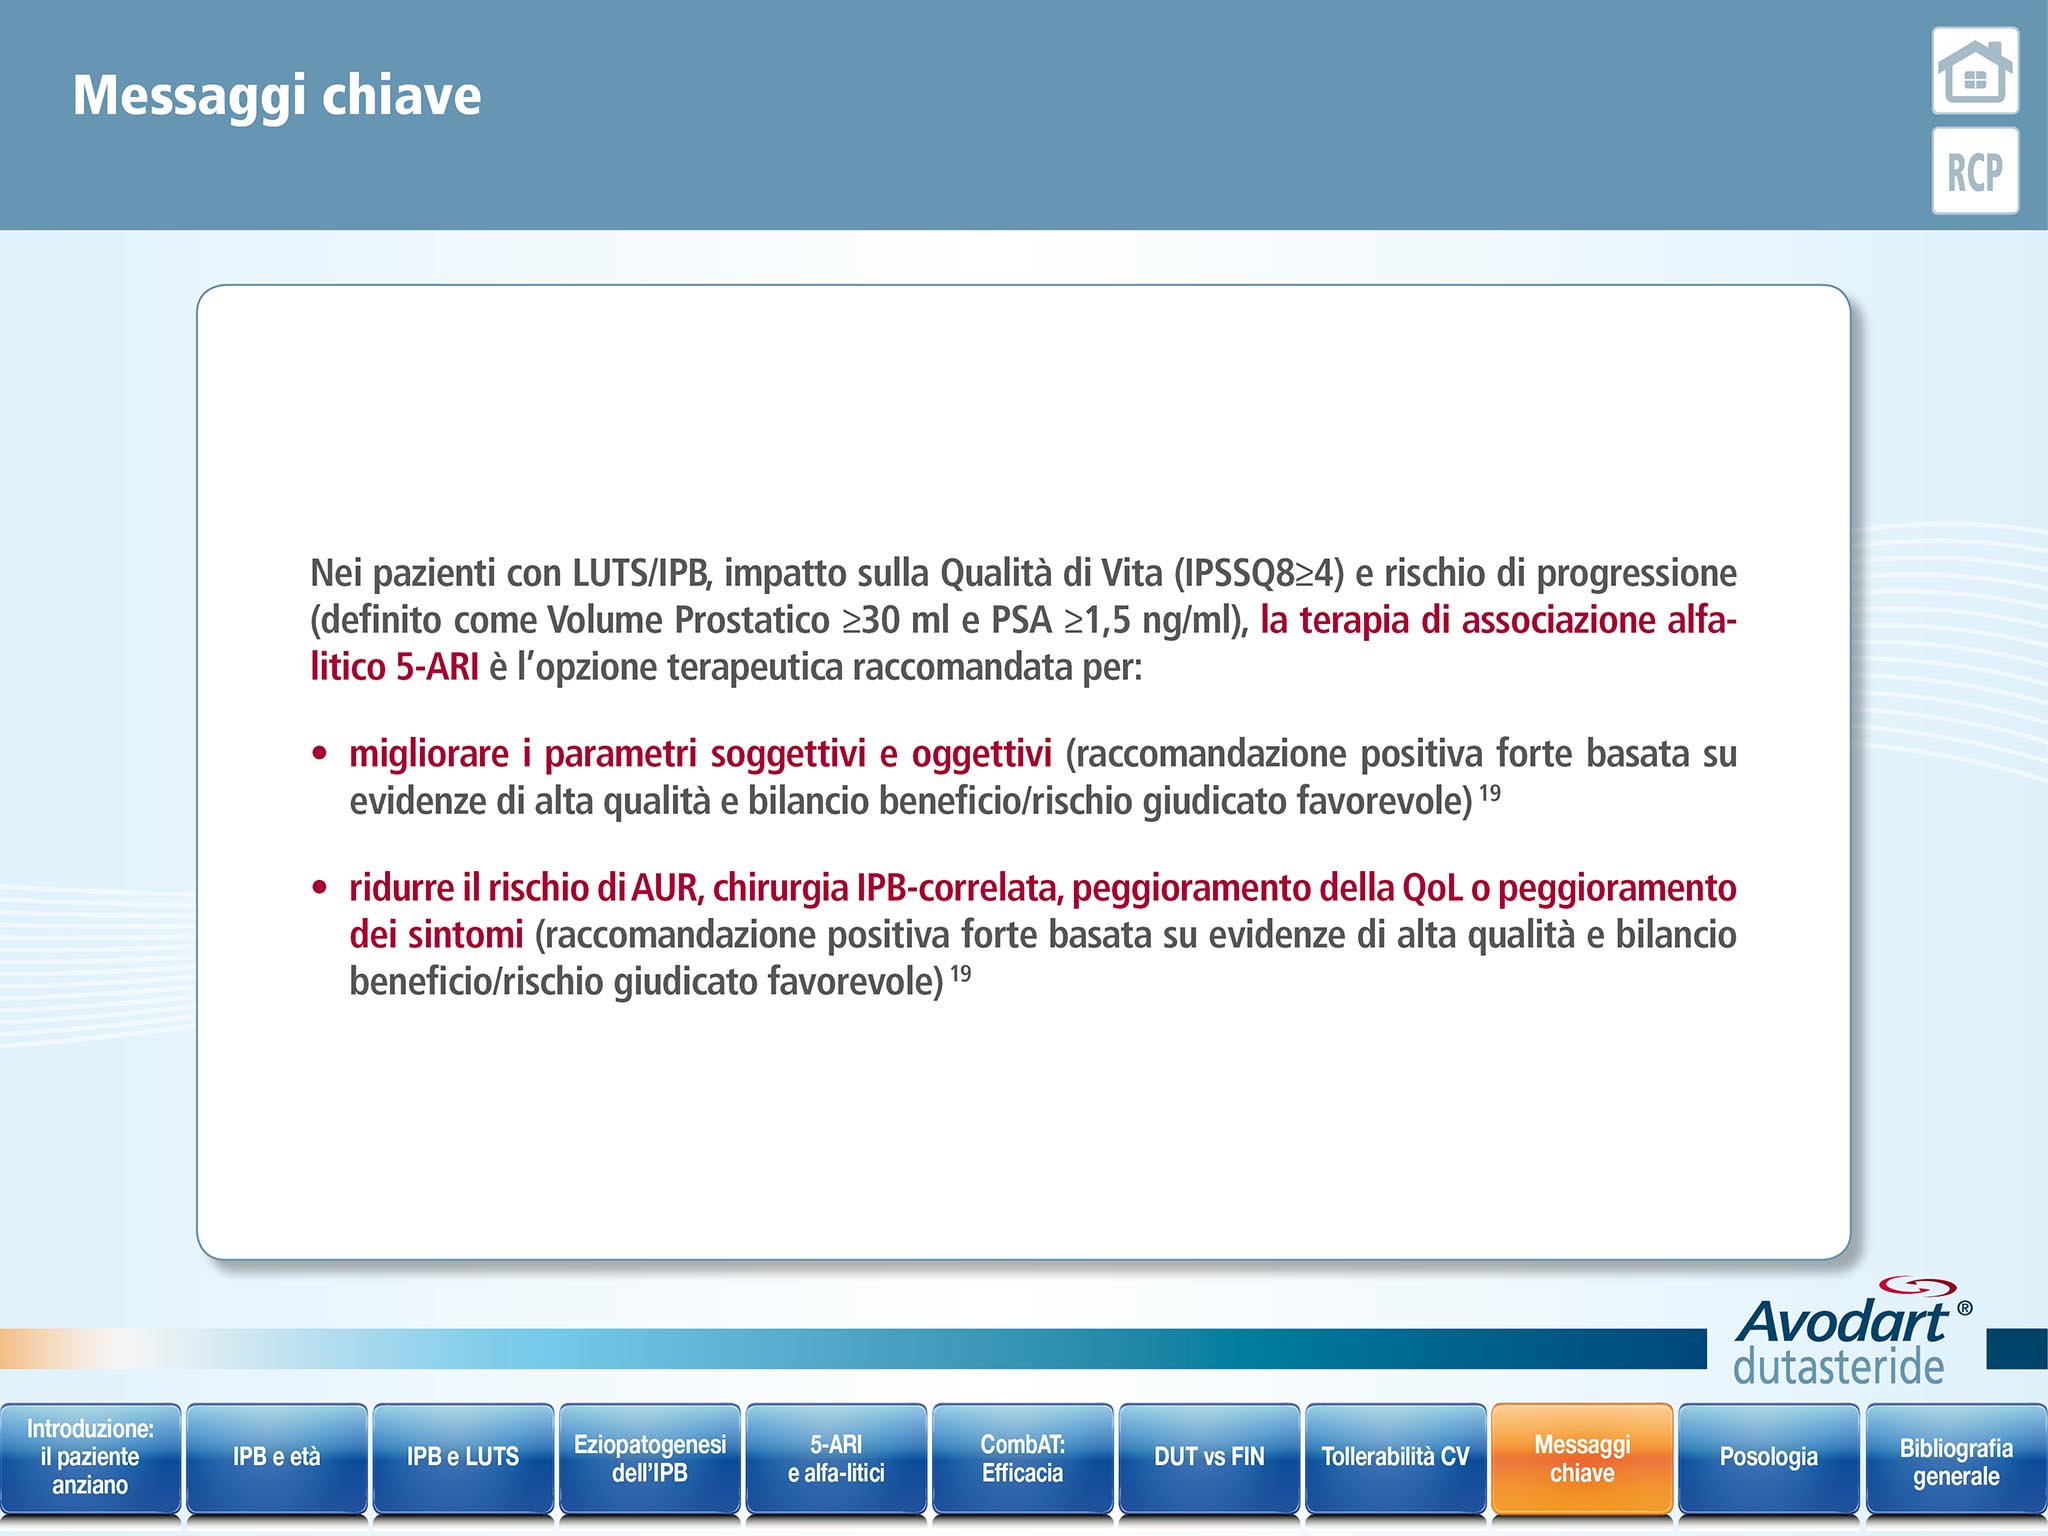 Messaggi chiave
RCP
Nei pazienti con LUTS/IPB, impatto sulla Qualità di Vita (IPSSQ8≥4) e rischio di progressione
(definito come Volume Prostatico ≥30 ml e PSA ≥1,5 ng/ml), la terapia di associazione alfa-
litico 5-ARI è l’opzione terapeutica raccomandata per:
• migliorare i parametri soggettivi e oggettivi (raccomandazione positiva forte basata su
evidenze di alta qualità e bilancio beneficio/rischio giudicato favorevole) 19
• ridurre il rischio di AUR, chirurgia IPB-correlata, peggioramento della QoL o peggioramento
dei sintomi (raccomandazione positiva forte basata su evidenze di alta qualità e bilancio
beneficio/rischio giudicato favorevole) 19
Avodart®
dutasteride
Introduzione:
il paziente
anziano
IPB e età
IPB e LUTS
Eziopatogenesi
dell’IPB
5-ARI
e alfa-litici
CombAT:
Efficacia
DUT vs FIN
Tollerabilità CV
Messaggi
chiave
Posologia
Bibliografia
generale